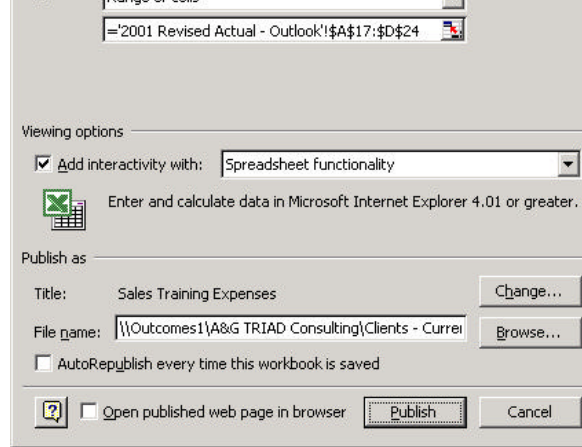 Range of cells
='2001 Revised Actual - Outlook'!$A$17:$D$24
Viewing options
Add interactivity with: Spreadsheet functionality
Enter and calculate data in Microsoft Internet Explorer 4.01 or greater.
Publish as
Title: Sales Training Expenses Change...
File name: \\Outcomes1\A&G TRIAD Consulting\Clients - Currer Browse...
AutoRepublish every time this workbook is saved
Open published web page in browser Publish Cancel